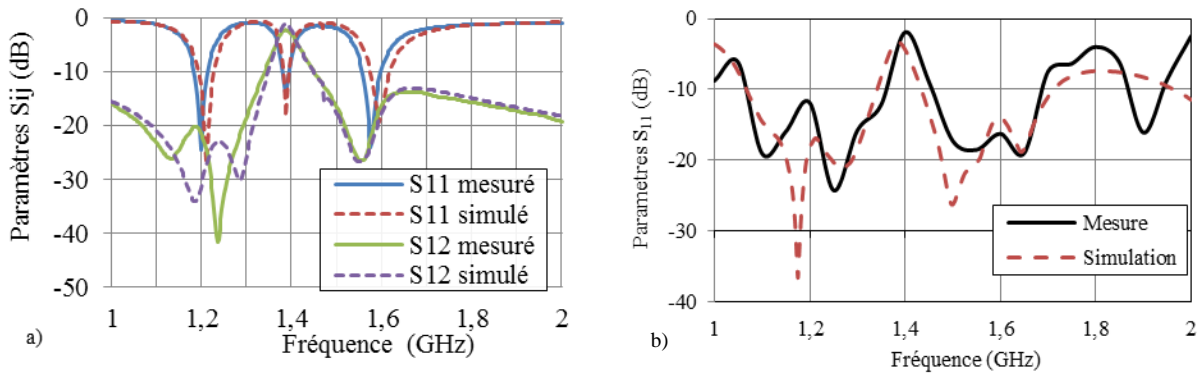 Paramètres Sij (dB)
0
-10
-20
-30
-40
-50
1
1,2
1,4
1,6
1,8
2
Fréquence (GHz)
S11 mesuré
S11 simulé
S12 mesuré
S12 simulé
a)
Parametres S₁₁ (dB)
0
-10
-20
-30
-40
1
1,2
1,4
1,6
1,8
2
Fréquence (GHz)
Mesure
Simulation
b)